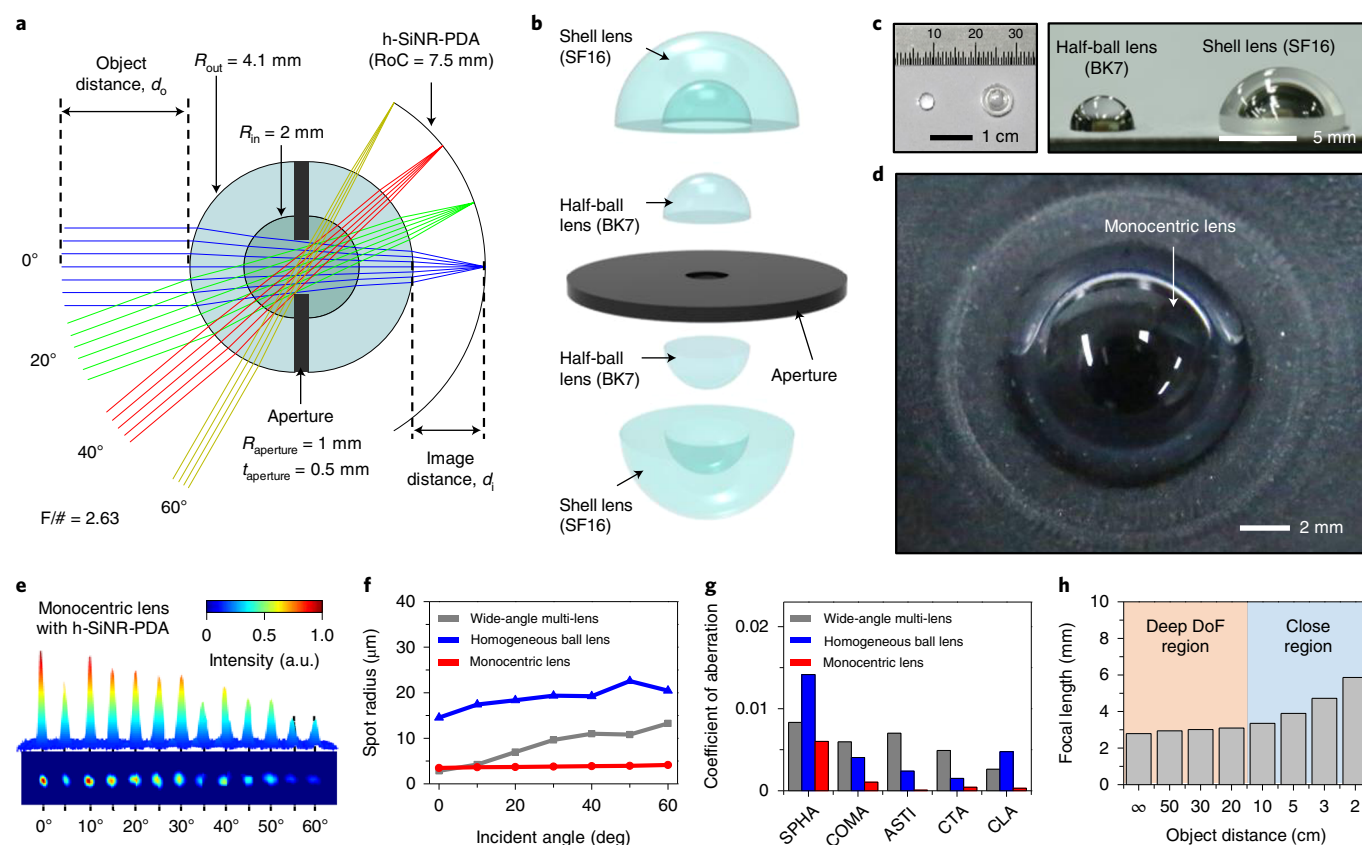 a
Object
distance, dₒ
R_out = 4.1 mm
R_in = 2 mm
h-SiNR-PDA
(RoC = 7.5 mm)
0°
20°
40°
60°
Aperture
R_aperture = 1 mm
t_aperture = 0.5 mm
Image
distance, dᵢ
F/# = 2.63
b
Shell lens
(SF16)
Half-ball
lens (BK7)
Aperture
Half-ball
lens (BK7)
Shell lens
(SF16)
c
10 20 30
1 cm
Half-ball lens
(BK7)
Shell lens (SF16)
5 mm
d
Monocentric lens
2 mm
e
Monocentric lens
with h-SiNR-PDA
0 0.5 1.0
Intensity (a.u.)
0° 10° 20° 30° 40° 50° 60°
f
Spot radius (μm)
40
30
20
10
0
Wide-angle multi-lens
Homogeneous ball lens
Monocentric lens
0 20 40 60
Incident angle (deg)
g
Coefficient of aberration
0.02
0.01
0
Wide-angle multi-lens
Homogeneous ball lens
Monocentric lens
SPHA COMA ASTI CTA CLA
h
Focal length (mm)
10
8
6
4
2
0
Deep DoF
region
Close
region
∞ 50 30 20 10 5 3 2
Object distance (cm)